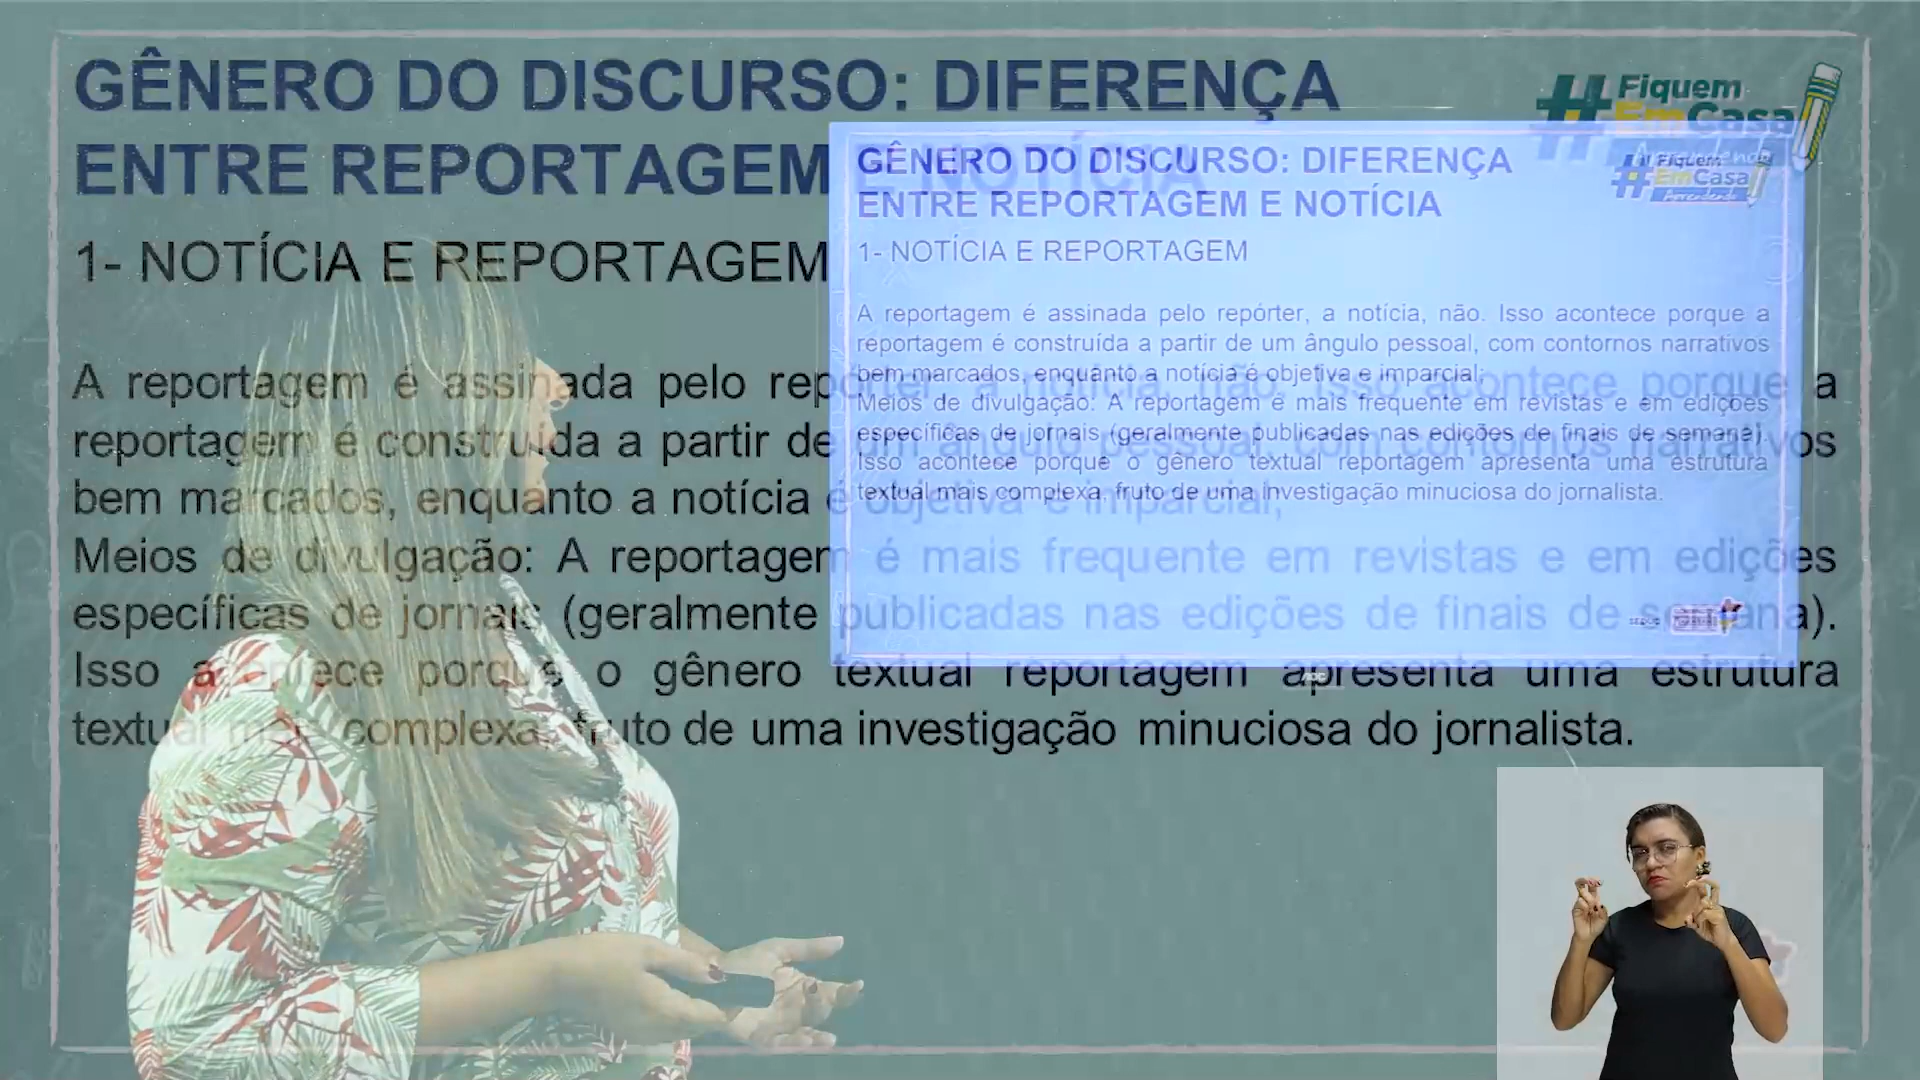 GÊNERO DO DISCURSO: DIFERENÇA
ENTRE REPORTAGEM E NOTÍCIA
1- NOTÍCIA E REPORTAGEM
A reportagem é assinada pelo repórter, a notícia, não. Isso acontece porque a
reportagem é construída a partir de um ângulo pessoal, com contornos narrativos
bem marcados, enquanto a notícia é objetiva e imparcial;
Meios de divulgação: A reportagem é mais frequente em revistas e em edições
específicas de jornais (geralmente publicadas nas edições de finais de semana).
Isso acontece porque o gênero textual reportagem apresenta uma estrutura
textual mais complexa, fruto de uma investigação minuciosa do jornalista.
#Fiquem
EmCasa
Aprendendo
GÊNERO DO DISCURSO: DIFERENÇA
ENTRE REPORTAGEM E NOTÍCIA
1- NOTÍCIA E REPORTAGEM
A reportagem é assinada pelo repórter, a notícia, não. Isso acontece porque a
reportagem é construída a partir de um ângulo pessoal, com contornos narrativos
bem marcados, enquanto a notícia é objetiva e imparcial;
Meios de divulgação: A reportagem é mais frequente em revistas e em edições
específicas de jornais (geralmente publicadas nas edições de finais de semana).
Isso acontece porque o gênero textual reportagem apresenta uma estrutura
textual mais complexa, fruto de uma investigação minuciosa do jornalista.
#Fiquem
EmCasa
Aprendendo
AOC